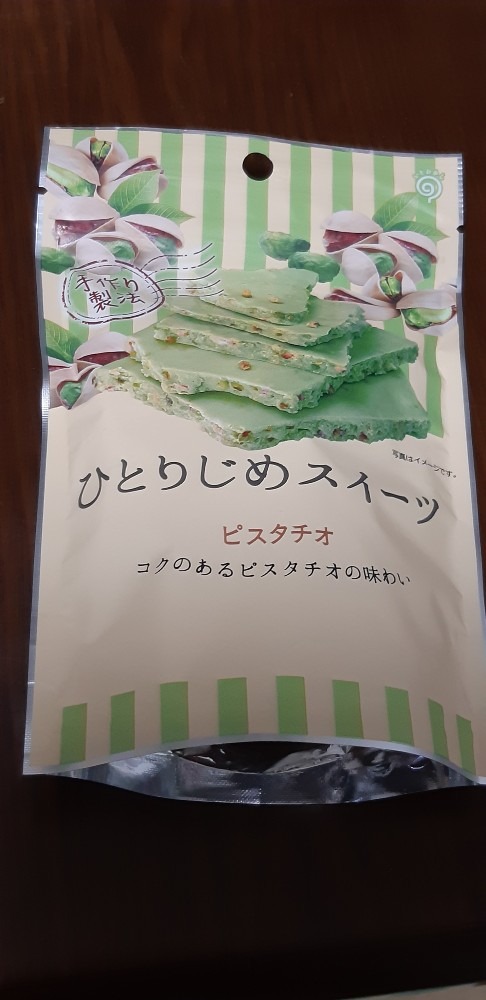 手作り
製法
写真はイメージです。
ひとりじめスイーツ
ピスタチオ
コクのあるピスタチオの味わい